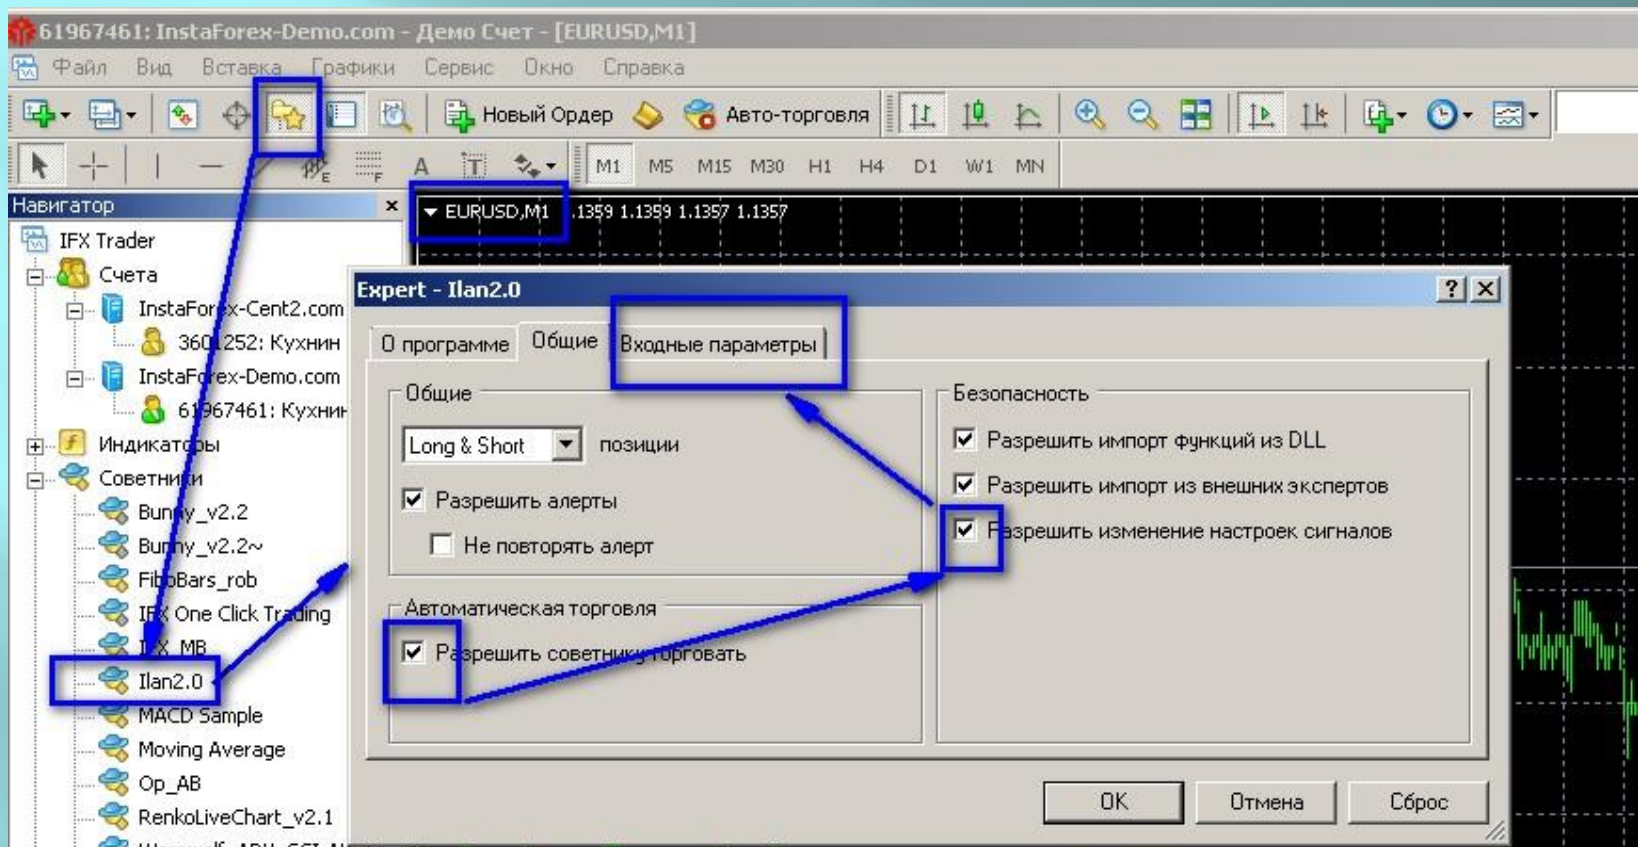 61967461: InstaForex-Demo.com - Демо Счет - [EURUSD,M1]
Файл Вид Вставка Графики Сервис Окно Справка
Новый Ордер Авто-торговля
E F A T M1 M5 M15 M30 H1 H4 D1 W1 MN
Навигатор
EURUSD,M1 .1359 1.1359 1.1357 1.1357
IFX Trader
Счета
InstaForex-Cent2.com
3601252: Кухнин
InstaForex-Demo.com
61967461: Кухнин
Индикаторы
Советники
Bunny_v2.2
Bunny_v2.2~
FiboBars_rob
IFX One Click Trading
IFX_MB
Ilan2.0
MACD Sample
Moving Average
Op_AB
RenkoLiveChart_v2.1
Expert - Ilan2.0
О программе Общие Входные параметры
Общие
Long & Short позиции
Разрешить алерты
Не повторять алерт
Автоматическая торговля
Разрешить советнику торговать
Безопасность
Разрешить импорт функций из DLL
Разрешить импорт из внешних экспертов
Разрешить изменение настроек сигналов
OK Отмена Сброс